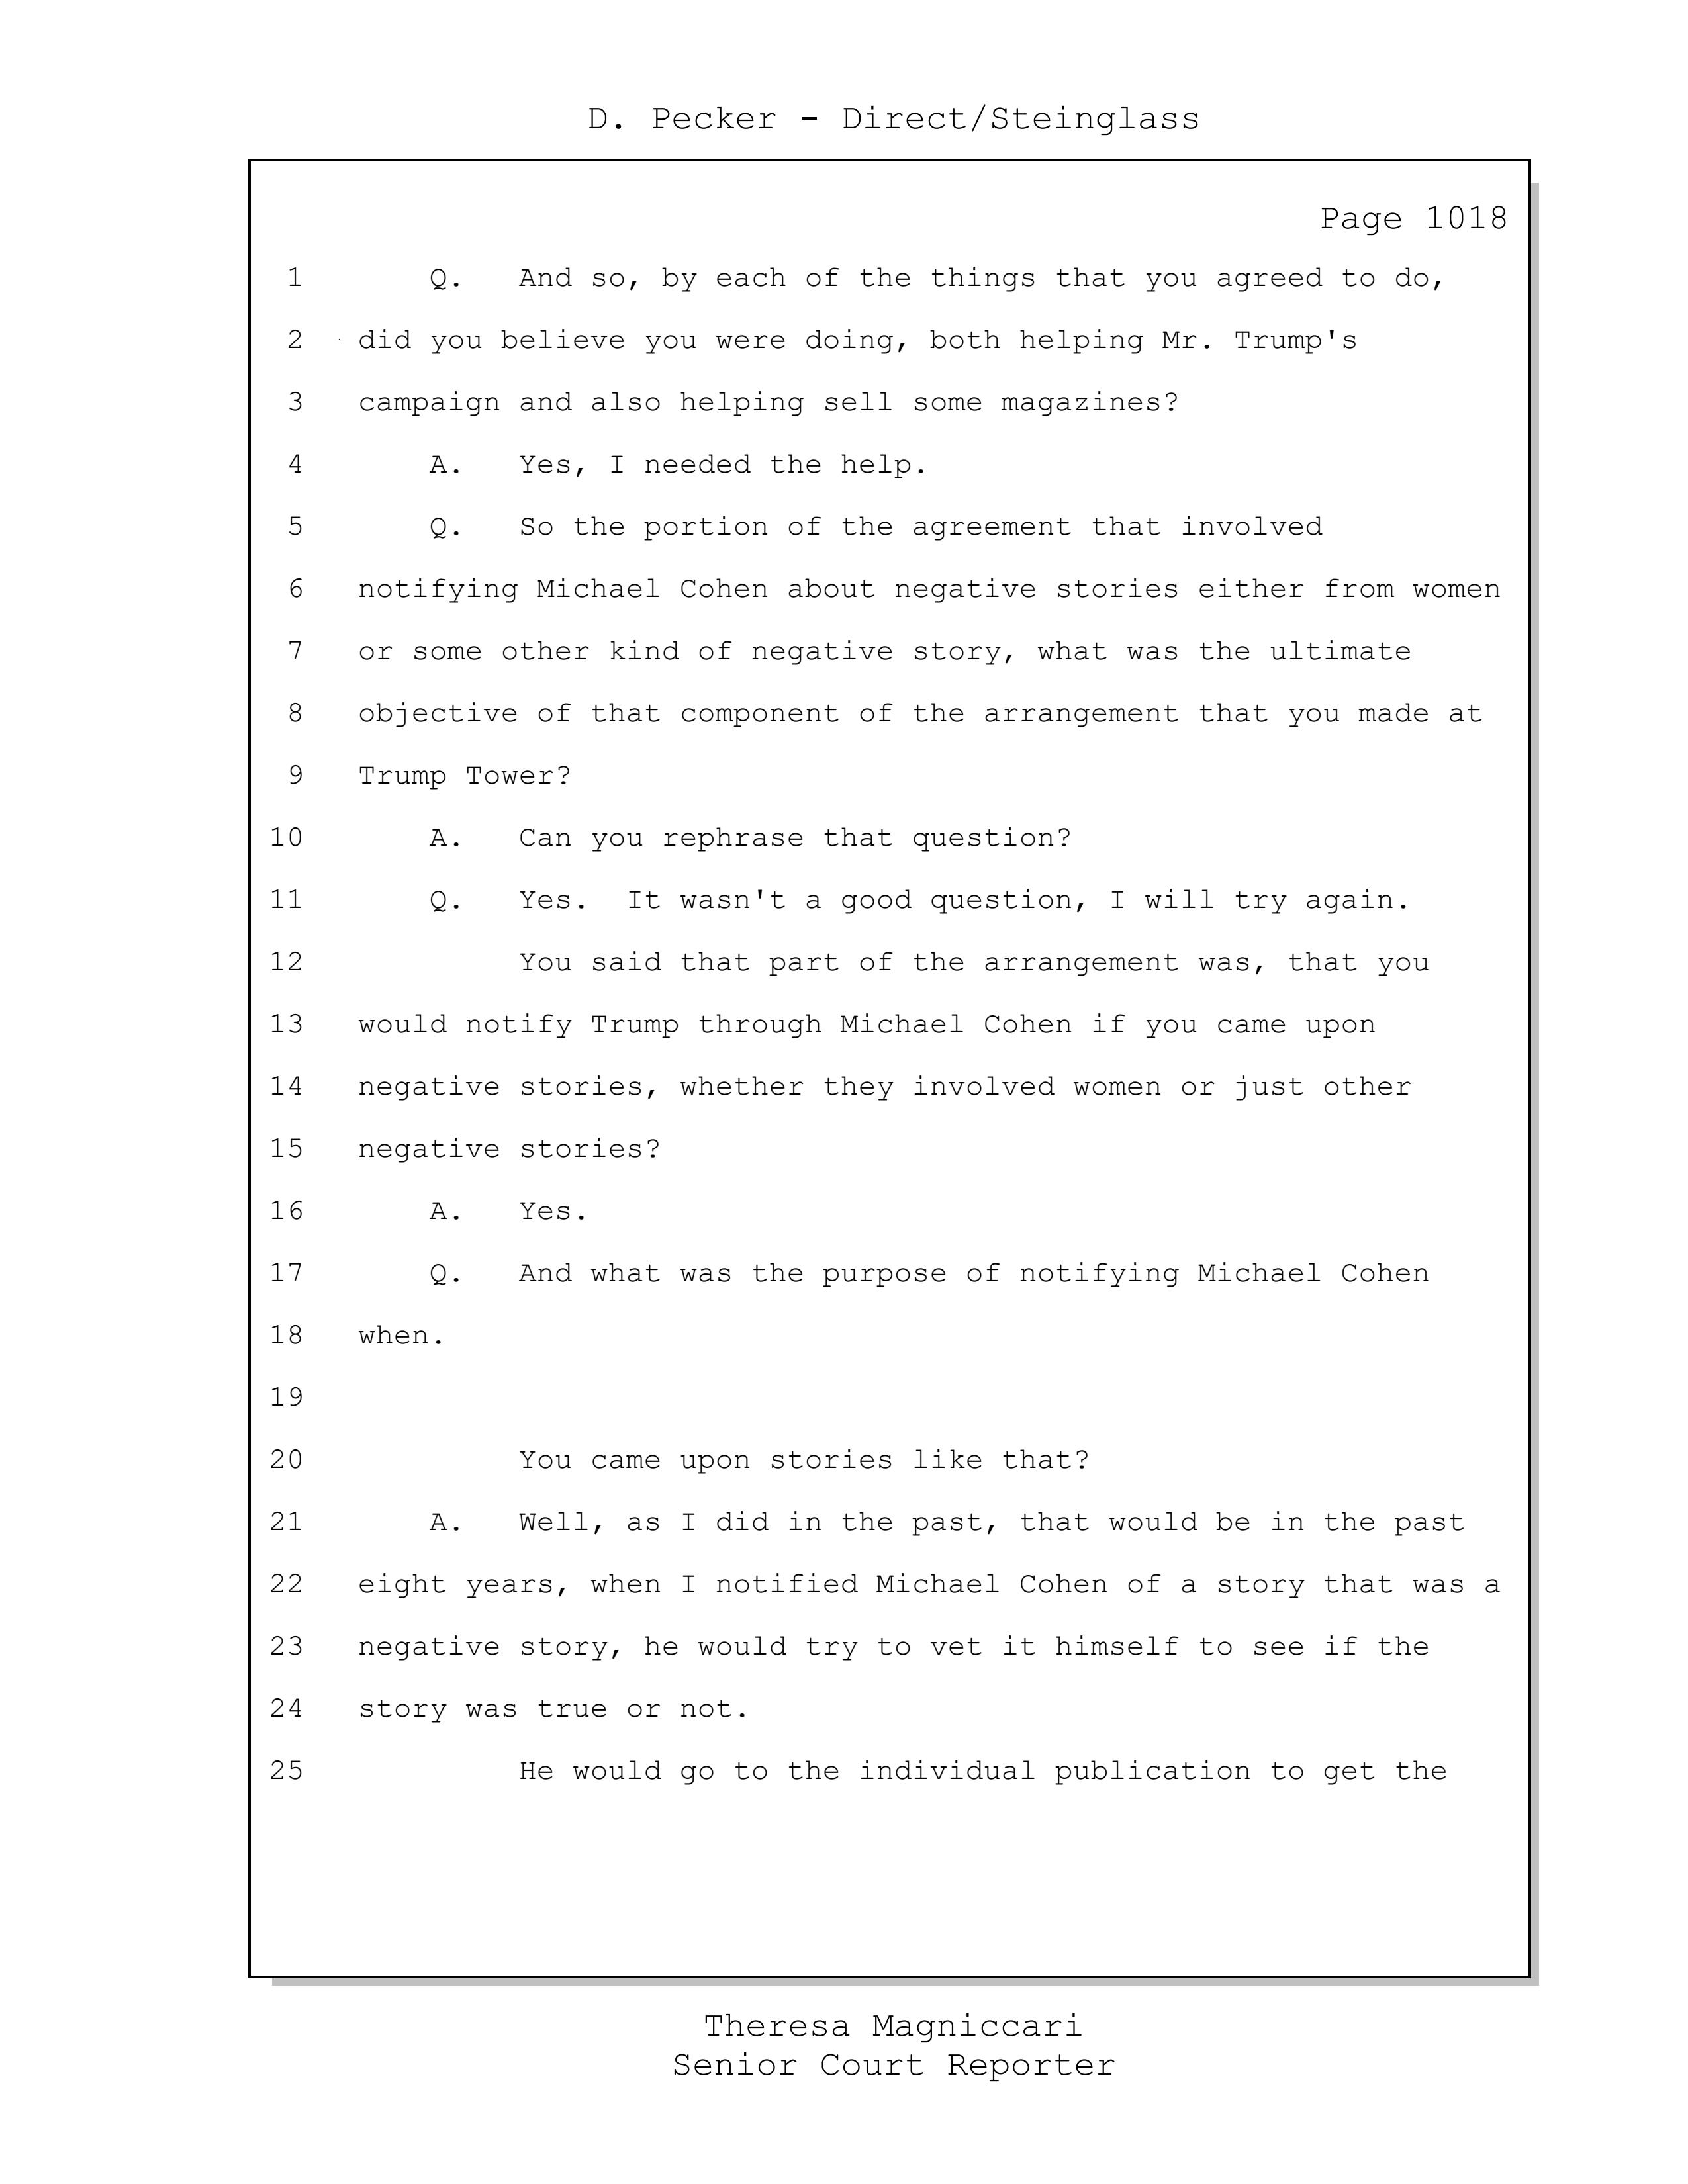 D. Pecker - Direct/Steinglass
Page 1018
1 Q. And so, by each of the things that you agreed to do,
2 did you believe you were doing, both helping Mr. Trump's
3 campaign and also helping sell some magazines?
4 A. Yes, I needed the help.
5 Q. So the portion of the agreement that involved
6 notifying Michael Cohen about negative stories either from women
7 or some other kind of negative story, what was the ultimate
8 objective of that component of the arrangement that you made at
9 Trump Tower?
10 A. Can you rephrase that question?
11 Q. Yes. It wasn't a good question, I will try again.
12 You said that part of the arrangement was, that you
13 would notify Trump through Michael Cohen if you came upon
14 negative stories, whether they involved women or just other
15 negative stories?
16 A. Yes.
17 Q. And what was the purpose of notifying Michael Cohen
18 when.
19
20 You came upon stories like that?
21 A. Well, as I did in the past, that would be in the past
22 eight years, when I notified Michael Cohen of a story that was a
23 negative story, he would try to vet it himself to see if the
24 story was true or not.
25 He would go to the individual publication to get the
Theresa Magniccari
Senior Court Reporter